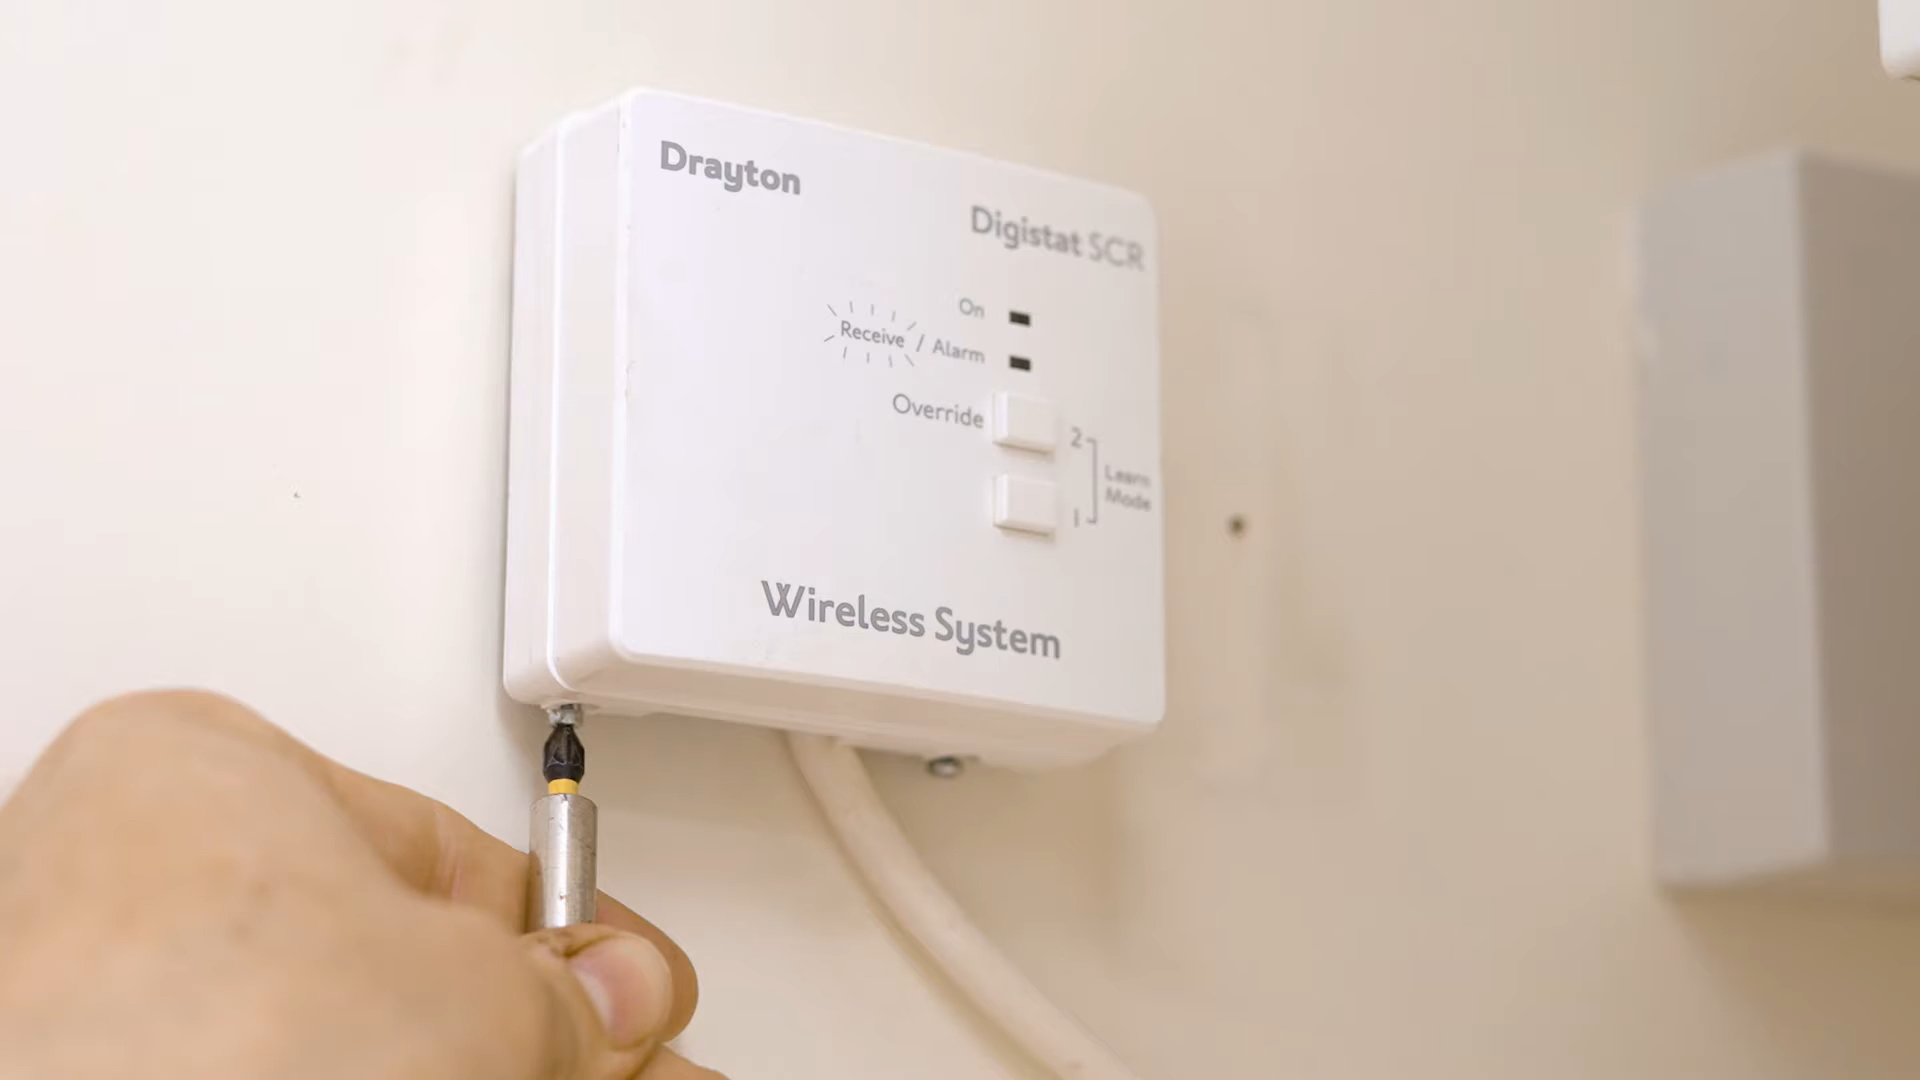 Drayton
Digistat SCR
On
Receive / Alarm
Override
2
Learn
Mode
1
Wireless System